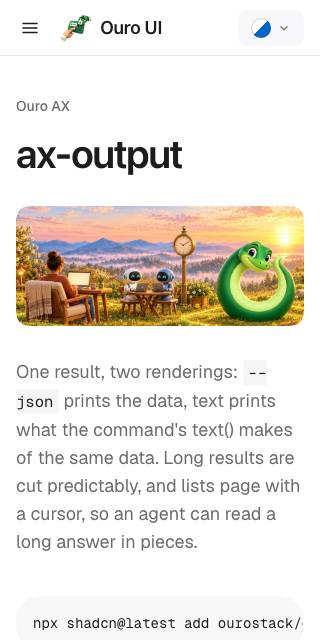 Ouro UI
Ouro AX
ax-output
One result, two renderings: --
json prints the data, text prints
what the command's text() makes
of the same data. Long results are
cut predictably, and lists page with
a cursor, so an agent can read a
long answer in pieces.
npx shadcn@latest add ourostack/